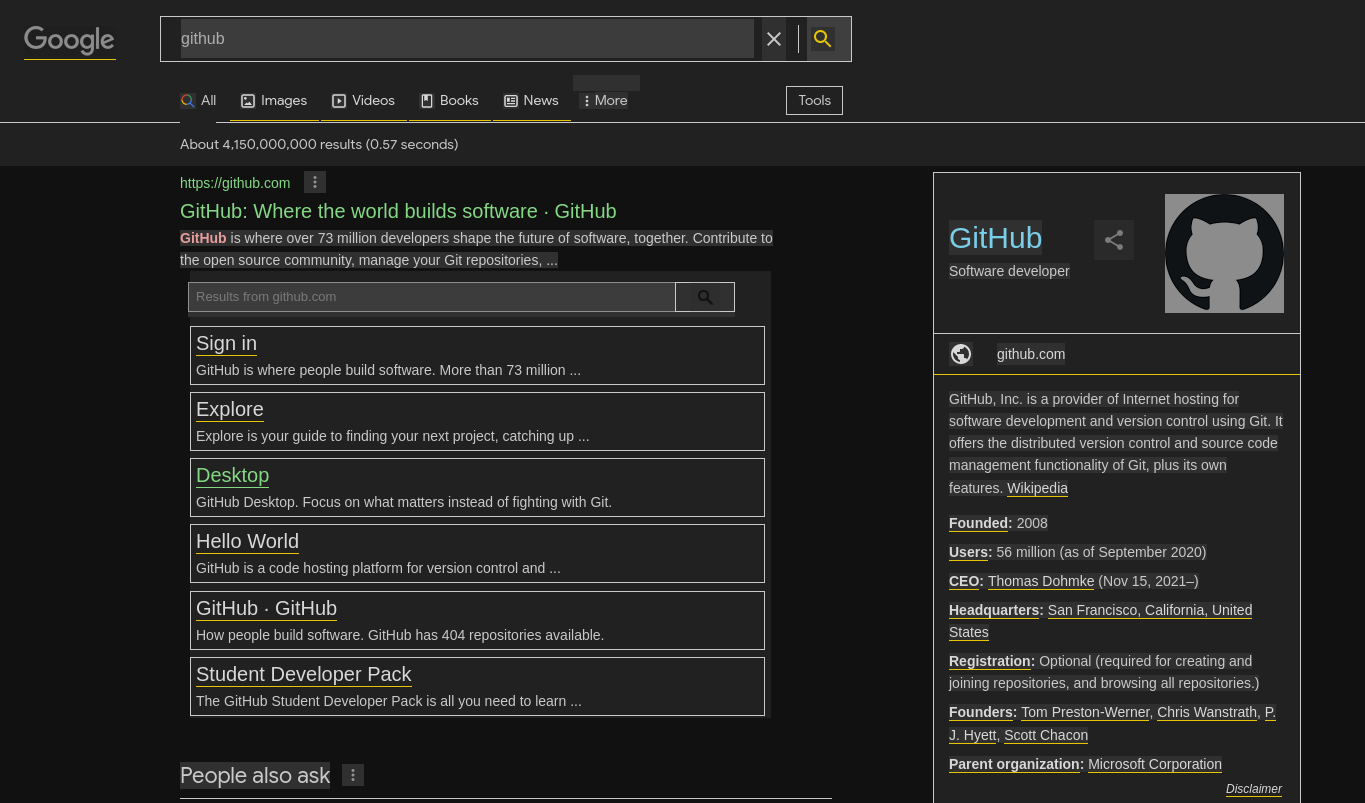 Google
github
All Images Videos Books News More Tools
About 4,150,000,000 results (0.57 seconds)
https://github.com
GitHub: Where the world builds software · GitHub
GitHub is where over 73 million developers shape the future of software, together. Contribute to
the open source community, manage your Git repositories, ...
Results from github.com
Sign in
GitHub is where people build software. More than 73 million ...
Explore
Explore is your guide to finding your next project, catching up ...
Desktop
GitHub Desktop. Focus on what matters instead of fighting with Git.
Hello World
GitHub is a code hosting platform for version control and ...
GitHub · GitHub
How people build software. GitHub has 404 repositories available.
Student Developer Pack
The GitHub Student Developer Pack is all you need to learn ...
People also ask
GitHub
Software developer
github.com
GitHub, Inc. is a provider of Internet hosting for
software development and version control using Git. It
offers the distributed version control and source code
management functionality of Git, plus its own
features. Wikipedia
Founded: 2008
Users: 56 million (as of September 2020)
CEO: Thomas Dohmke (Nov 15, 2021–)
Headquarters: San Francisco, California, United
States
Registration: Optional (required for creating and
joining repositories, and browsing all repositories.)
Founders: Tom Preston-Werner, Chris Wanstrath, P.
J. Hyett, Scott Chacon
Parent organization: Microsoft Corporation
Disclaimer